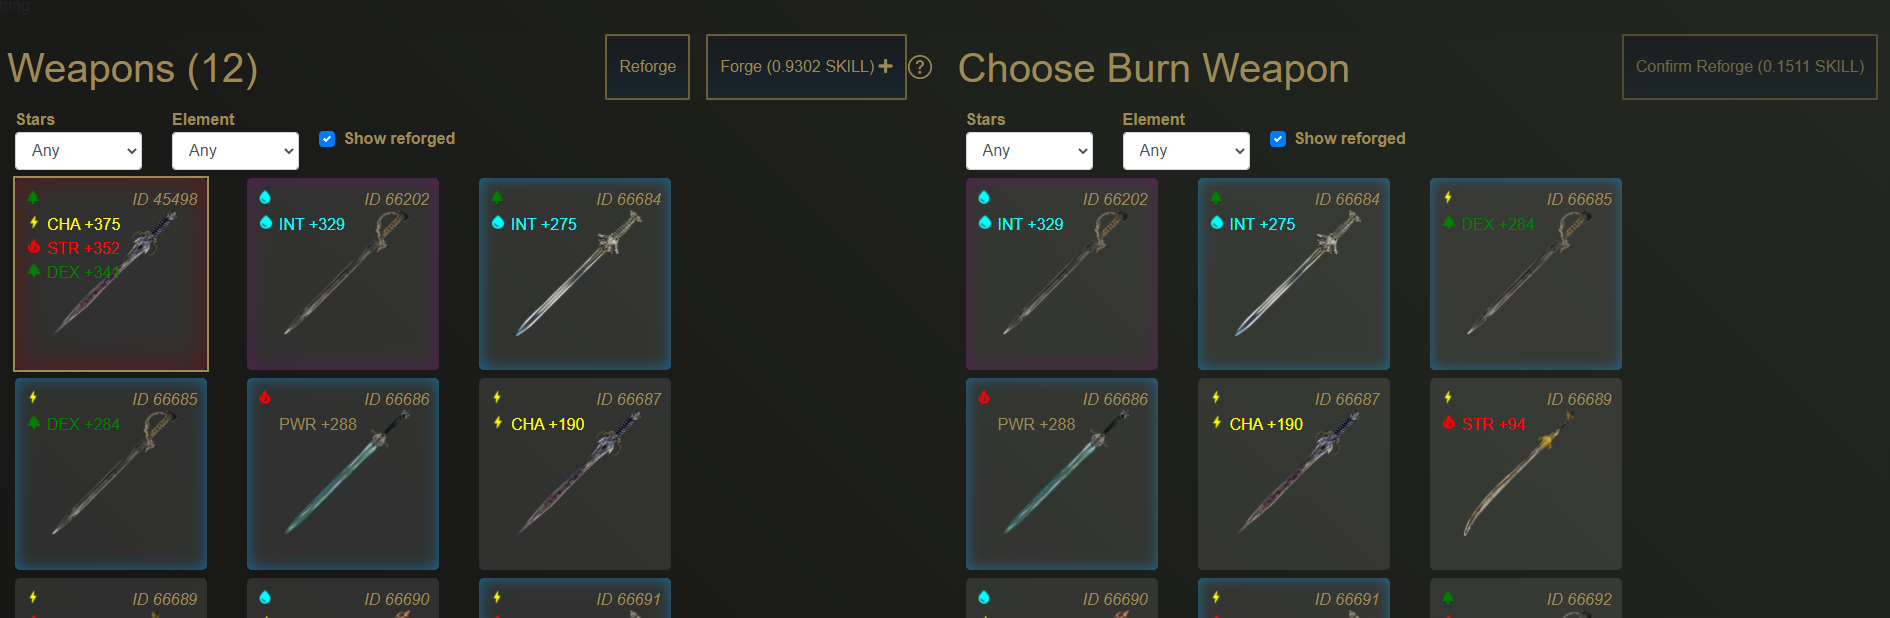 Weapons (12)
Reforge
Forge (0.9302 SKILL)
?
Stars
Any
Element
Any
Show reforged
ID 45498
CHA +375
STR +352
DEX +341
ID 66202
INT +329
ID 66684
INT +275
ID 66685
DEX +284
ID 66686
PWR +288
ID 66687
CHA +190
ID 66689
ID 66690
ID 66691
Choose Burn Weapon
Confirm Reforge (0.1511 SKILL)
Stars
Any
Element
Any
Show reforged
ID 66202
INT +329
ID 66684
INT +275
ID 66685
DEX +284
ID 66686
PWR +288
ID 66687
CHA +190
ID 66689
STR +94
ID 66690
ID 66691
ID 66692